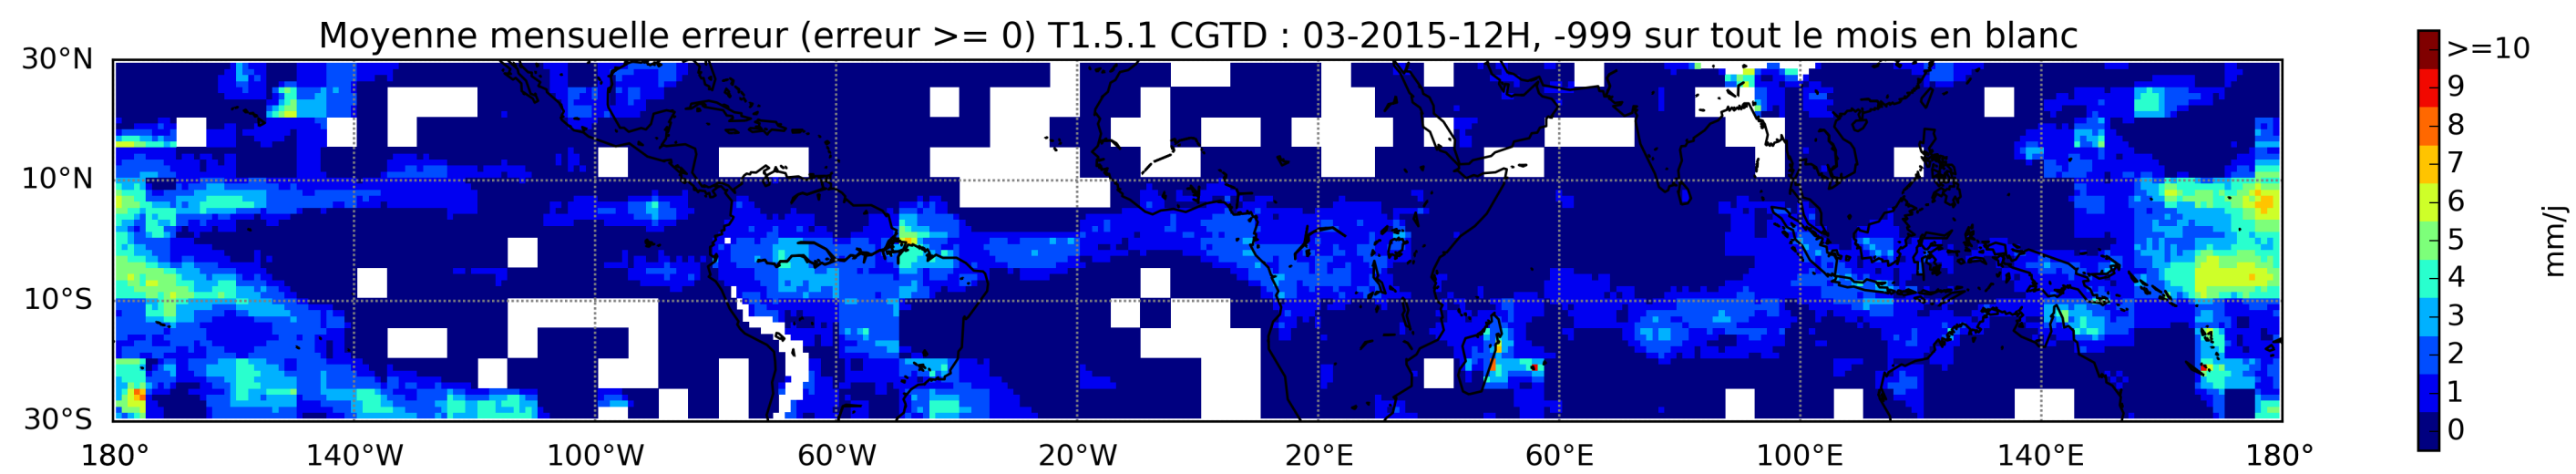 Moyenne mensuelle erreur (erreur >= 0) T1.5.1 CGTD : 03-2015-12H, -999 sur tout le mois en blanc
30°N
10°N
10°S
30°S
180° 140°W 100°W 60°W 20°W 20°E 60°E 100°E 140°E 180°
>=10
9
8
7
6
5
4
3
2
1
0
mm/j